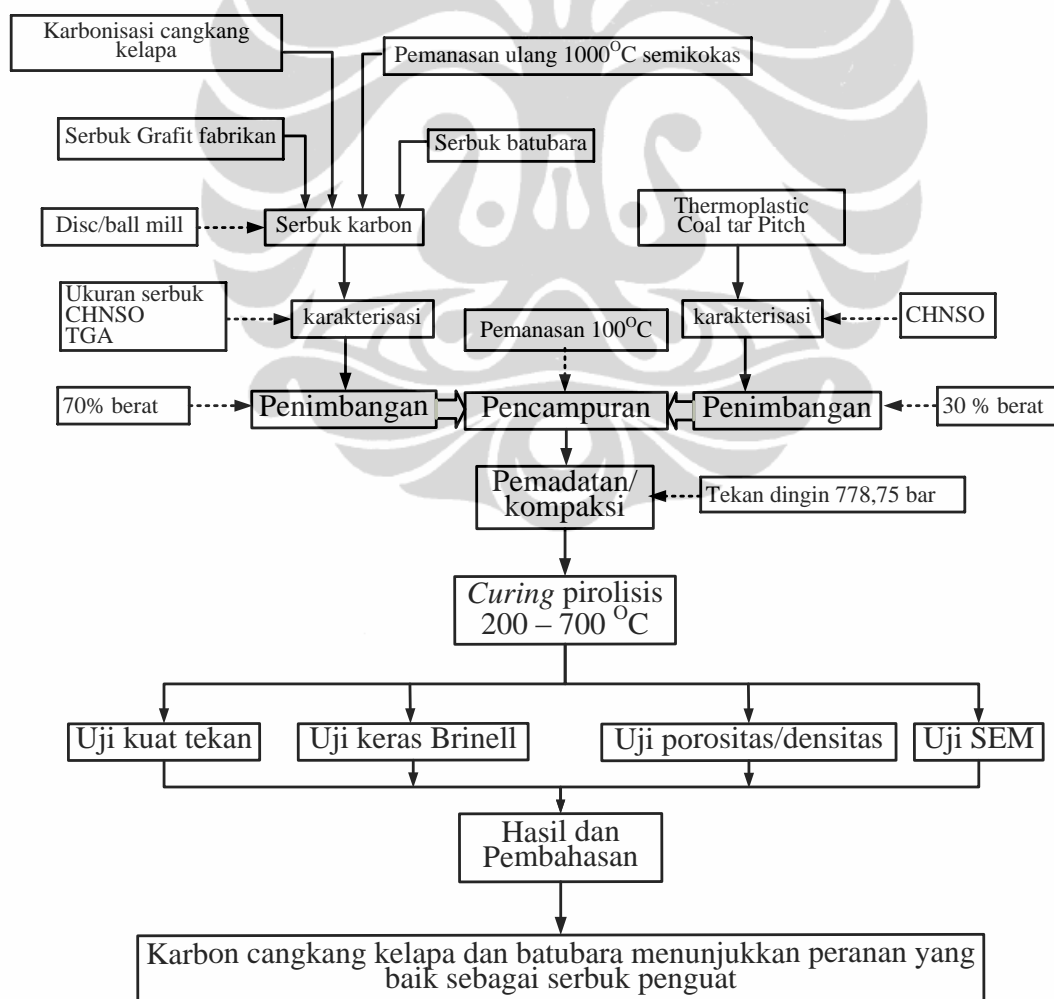 Karbonisasi cangkang
kelapa
Pemanasan ulang 1000°C semikokas
Serbuk Grafit fabrikan
Serbuk batubara
Disc/ball mill
Serbuk karbon
Thermoplastic
Coal tar Pitch
Ukuran serbuk
CHNSO
TGA
karakterisasi
Pemanasan 100°C
karakterisasi
CHNSO
70% berat
Penimbangan
Pencampuran
Penimbangan
30 % berat
Pemadatan/
kompaksi
Tekan dingin 778,75 bar
Curing pirolisis
200 – 700 °C
Uji kuat tekan
Uji keras Brinell
Uji porositas/densitas
Uji SEM
Hasil dan
Pembahasan
Karbon cangkang kelapa dan batubara menunjukkan peranan yang
baik sebagai serbuk penguat